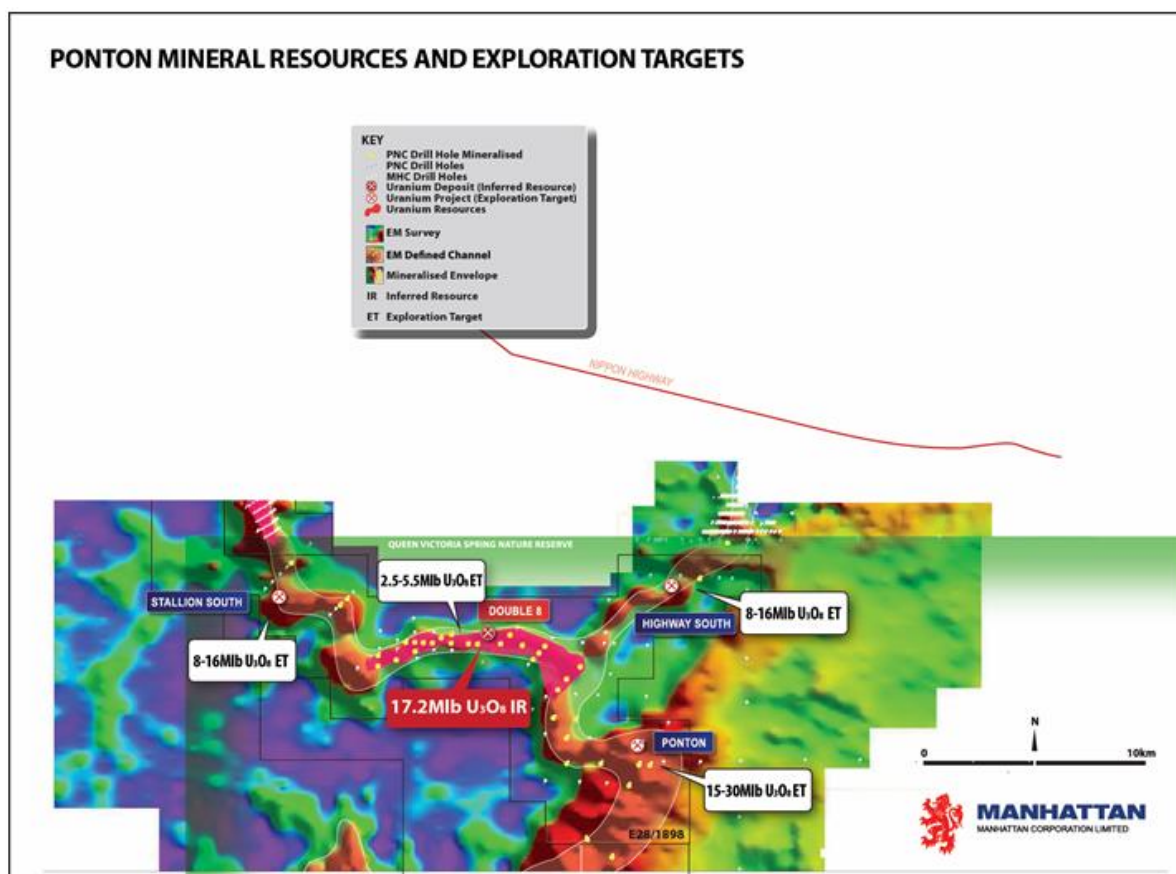 PONTON MINERAL RESOURCES AND EXPLORATION TARGETS
KEY
PNC Drill Hole Mineralised
PNC Drill Holes
MHC Drill Holes
Uranium Deposit (Inferred Resource)
Uranium Project (Exploration Target)
Uranium Resources
EM Survey
EM Defined Channel
Mineralised Envelope
IR Inferred Resource
ET Exploration Target
NIPPON HIGHWAY
QUEEN VICTORIA SPRING NATURE RESERVE
2.5-5.5Mlb U₃O₈ ET
STALLION SOUTH
DOUBLE 8
HIGHWAY SOUTH
8-16Mlb U₃O₈ ET
8-16Mlb U₃O₈ ET
17.2Mlb U₃O₈ IR
PONTON
15-30Mlb U₃O₈ ET
E28/1898
N
0 10km
MANHATTAN
MANHATTAN CORPORATION LIMITED